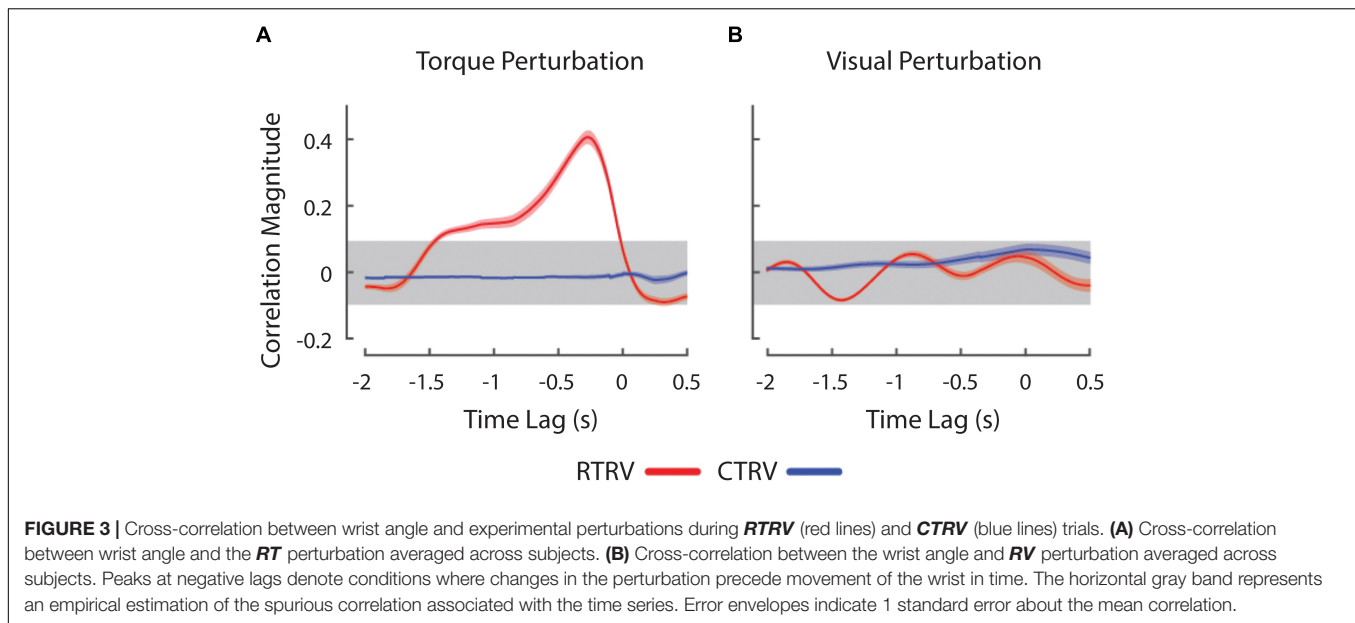 A
B
Torque Perturbation
Visual Perturbation
Correlation Magnitude
0.4
0.2
0
-0.2
-2 -1.5 -1 -0.5 0 0.5
-2 -1.5 -1 -0.5 0 0.5
Time Lag (s)
Time Lag (s)
RTRV CTRV
FIGURE 3 | Cross-correlation between wrist angle and experimental perturbations during RTRV (red lines) and CTRV (blue lines) trials. (A) Cross-correlation
between wrist angle and the RT perturbation averaged across subjects. (B) Cross-correlation between the wrist angle and RV perturbation averaged across
subjects. Peaks at negative lags denote conditions where changes in the perturbation precede movement of the wrist in time. The horizontal gray band represents
an empirical estimation of the spurious correlation associated with the time series. Error envelopes indicate 1 standard error about the mean correlation.